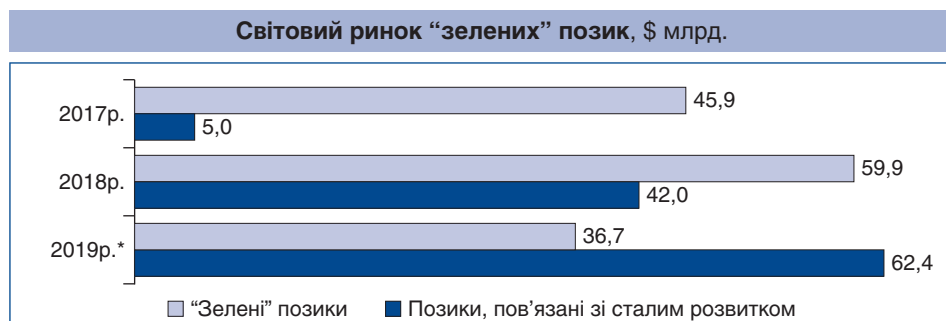 Світовий ринок “зелених” позик, $ млрд.
2017р.
45,9
5,0
2018р.
59,9
42,0
2019р.*
36,7
62,4
“Зелені” позики
Позики, пов’язані зі сталим розвитком